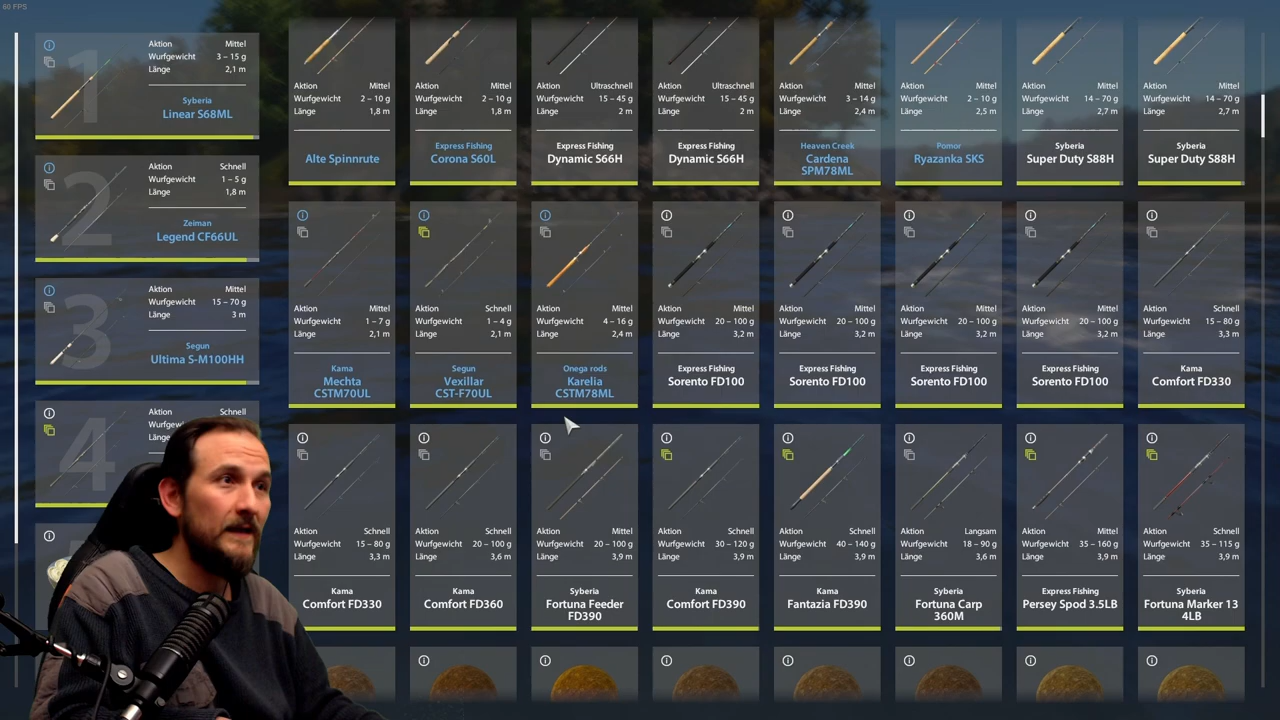 60 FPS
1
Aktion Mittel
Wurfgewicht 3 – 15 g
Länge 2,1 m
Syberia
Linear S68ML
2
Aktion Schnell
Wurfgewicht 1 – 5 g
Länge 1,8 m
Zeiman
Legend CF66UL
3
Aktion Mittel
Wurfgewicht 15 – 70 g
Länge 3 m
Segun
Ultima S-M100HH
4
Aktion Schnell
Aktion Mittel
Wurfgewicht 2 – 10 g
Länge 1,8 m
Alte Spinnrute
Aktion Mittel
Wurfgewicht 2 – 10 g
Länge 1,8 m
Express Fishing
Corona S60L
Aktion Ultraschnell
Wurfgewicht 15 – 45 g
Länge 2 m
Express Fishing
Dynamic S66H
Aktion Ultraschnell
Wurfgewicht 15 – 45 g
Länge 2 m
Express Fishing
Dynamic S66H
Aktion Mittel
Wurfgewicht 3 – 14 g
Länge 2,4 m
Heaven Creek
Cardena
SPM78ML
Aktion Mittel
Wurfgewicht 2 – 10 g
Länge 2,5 m
Pomor
Ryazanka SKS
Aktion Mittel
Wurfgewicht 14 – 70 g
Länge 2,7 m
Syberia
Super Duty S88H
Aktion Mittel
Wurfgewicht 14 – 70 g
Länge 2,7 m
Syberia
Super Duty S88H
Aktion Mittel
Wurfgewicht 1 – 7 g
Länge 2,1 m
Kama
Mechta
CSTM70UL
Aktion Schnell
Wurfgewicht 1 – 4 g
Länge 2,1 m
Segun
Vexillar
CST-F70UL
Aktion Mittel
Wurfgewicht 4 – 16 g
Länge 2,4 m
Onega rods
Karelia
CSTM78ML
Aktion Mittel
Wurfgewicht 20 – 100 g
Länge 3,2 m
Express Fishing
Sorento FD100
Aktion Mittel
Wurfgewicht 20 – 100 g
Länge 3,2 m
Express Fishing
Sorento FD100
Aktion Mittel
Wurfgewicht 20 – 100 g
Länge 3,2 m
Express Fishing
Sorento FD100
Aktion Mittel
Wurfgewicht 20 – 100 g
Länge 3,2 m
Express Fishing
Sorento FD100
Aktion Schnell
Wurfgewicht 15 – 80 g
Länge 3,3 m
Kama
Comfort FD330
Aktion Schnell
Wurfgewicht 15 – 80 g
Länge 3,3 m
Kama
Comfort FD330
Aktion Schnell
Wurfgewicht 20 – 100 g
Länge 3,6 m
Kama
Comfort FD360
Aktion Mittel
Wurfgewicht 20 – 100 g
Länge 3,9 m
Syberia
Fortuna Feeder
FD390
Aktion Schnell
Wurfgewicht 30 – 120 g
Länge 3,9 m
Kama
Comfort FD390
Aktion Schnell
Wurfgewicht 40 – 140 g
Länge 3,9 m
Kama
Fantazia FD390
Aktion Langsam
Wurfgewicht 18 – 90 g
Länge 3,6 m
Syberia
Fortuna Carp
360M
Aktion Mittel
Wurfgewicht 35 – 160 g
Länge 3,9 m
Express Fishing
Persey Spod 3.5LB
Aktion Schnell
Wurfgewicht 35 – 115 g
Länge 3,9 m
Syberia
Fortuna Marker 13
4LB